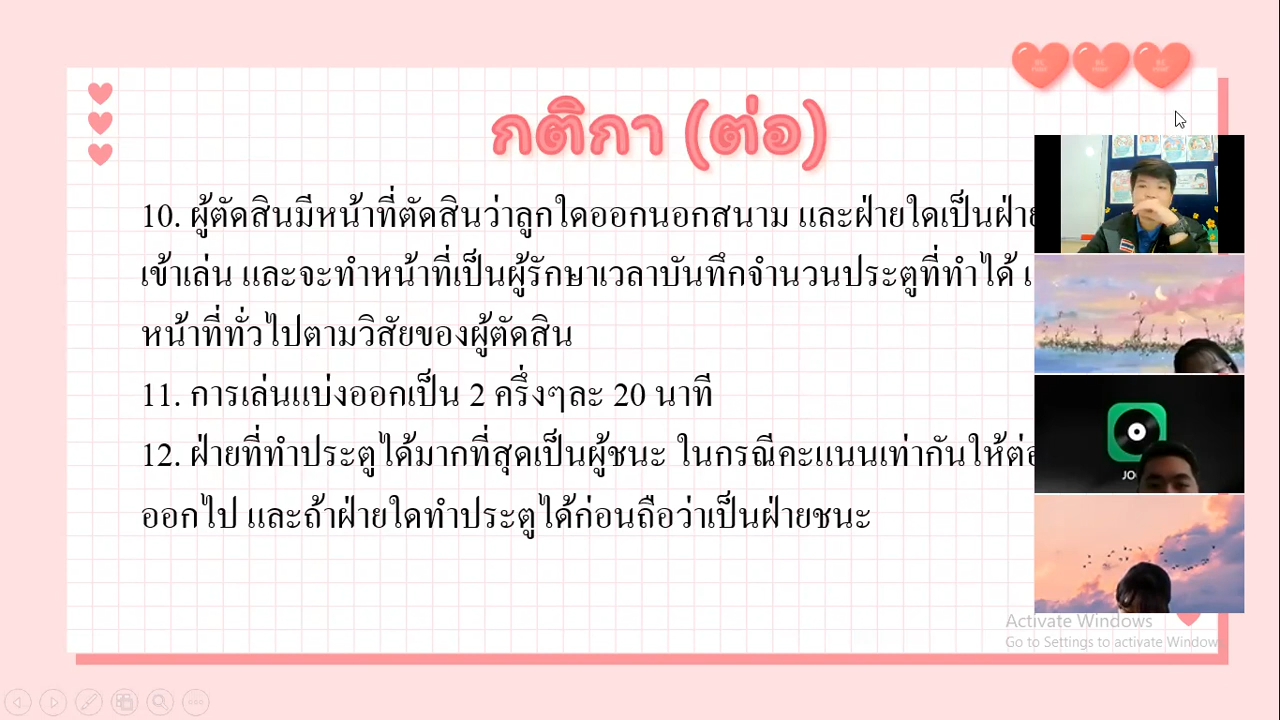 กติกา (ต่อ)
10. ผู้ตัดสินมีหน้าที่ตัดสินว่าลูกใดออกนอกสนาม และฝ่ายใดเป็นฝ่าย
เข้าเล่น และจะทำหน้าที่เป็นผู้รักษาเวลาบันทึกจำนวนประตูที่ทำได้
หน้าที่ทั่วไปตามวิสัยของผู้ตัดสิน
11. การเล่นแบ่งออกเป็น 2 ครึ่งๆละ 20 นาที
12. ฝ่ายที่ทำประตูได้มากที่สุดเป็นผู้ชนะ ในกรณีคะแนนเท่ากันให้ต่อ
ออกไป และถ้าฝ่ายใดทำประตูได้ก่อนถือว่าเป็นฝ่ายชนะ
Activate Windows
Go to Settings to activate Windows